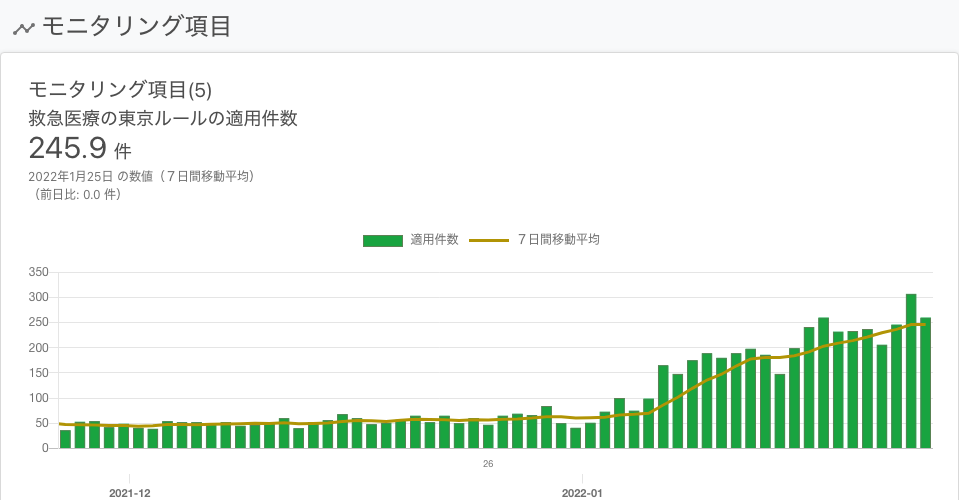 モニタリング項目
モニタリング項目(5)
救急医療の東京ルールの適用件数
245.9 件
2022年1月25日 の数値（７日間移動平均）
（前日比: 0.0 件）
適用件数 ７日間移動平均
350
300
250
200
150
100
50
0
26
2021-12 2022-01